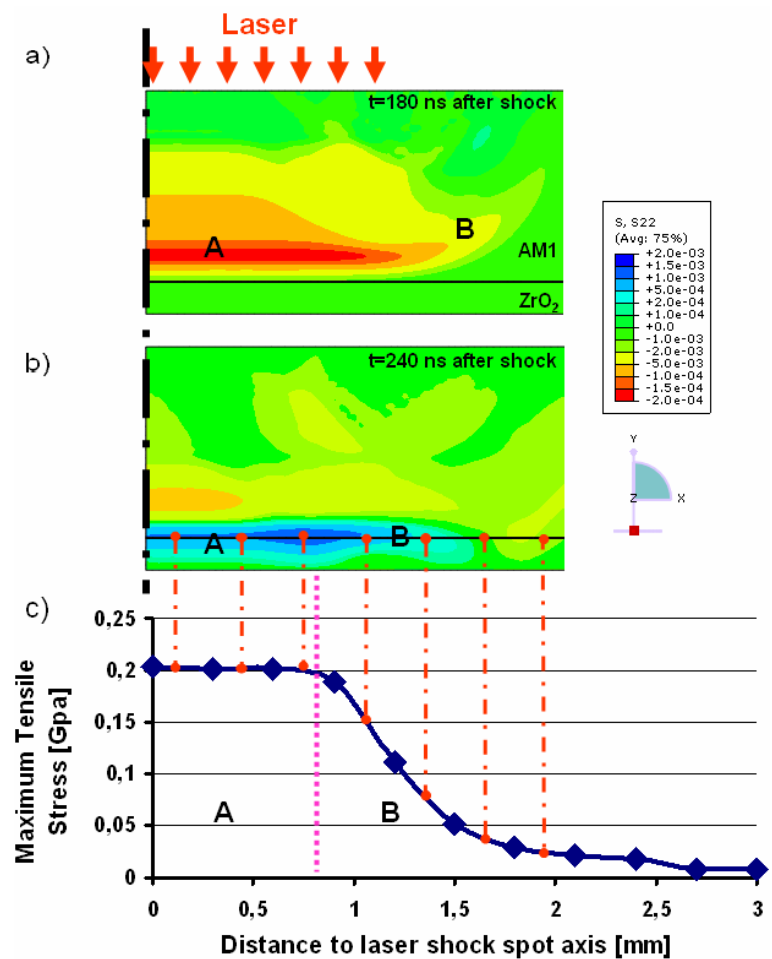 Laser
a)
t=180 ns after shock
A
B
AM1
ZrO₂
S, S22
(Avg: 75%)
+2.0e-03
+1.5e-03
+1.0e-03
+5.0e-04
+2.0e-04
+1.0e-04
+0.0
-1.0e-03
-2.0e-03
-5.0e-03
-1.0e-04
-1.5e-04
-2.0e-04
b)
t=240 ns after shock
A
B
Y
Z
X
c)
Maximum Tensile
Stress [Gpa]
0,25
0,2
0,15
0,1
0,05
0
A
B
0
0,5
1
1,5
2
2,5
3
Distance to laser shock spot axis [mm]